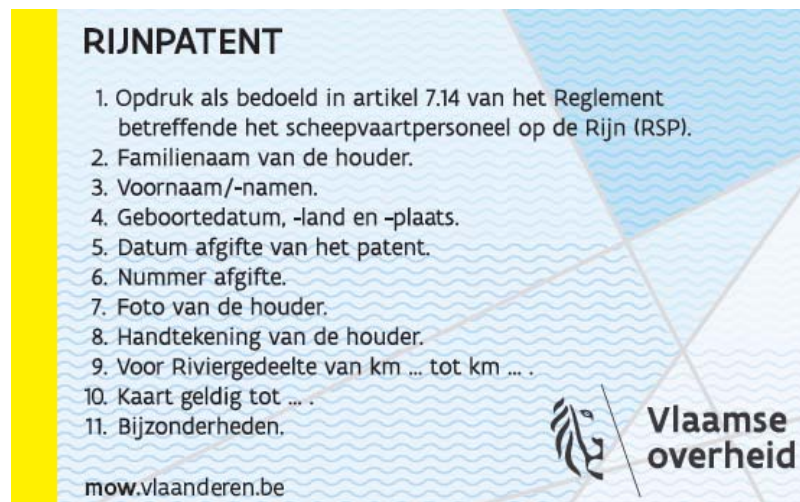 RIJNPATENT
1. Opdruk als bedoeld in artikel 7.14 van het Reglement
betreffende het scheepvaartpersoneel op de Rijn (RSP).
2. Familienaam van de houder.
3. Voornaam/-namen.
4. Geboortedatum, -land en -plaats.
5. Datum afgifte van het patent.
6. Nummer afgifte.
7. Foto van de houder.
8. Handtekening van de houder.
9. Voor Riviergedeelte van km ... tot km ... .
10. Kaart geldig tot ... .
11. Bijzonderheden.
Vlaamse
overheid
mow.vlaanderen.be